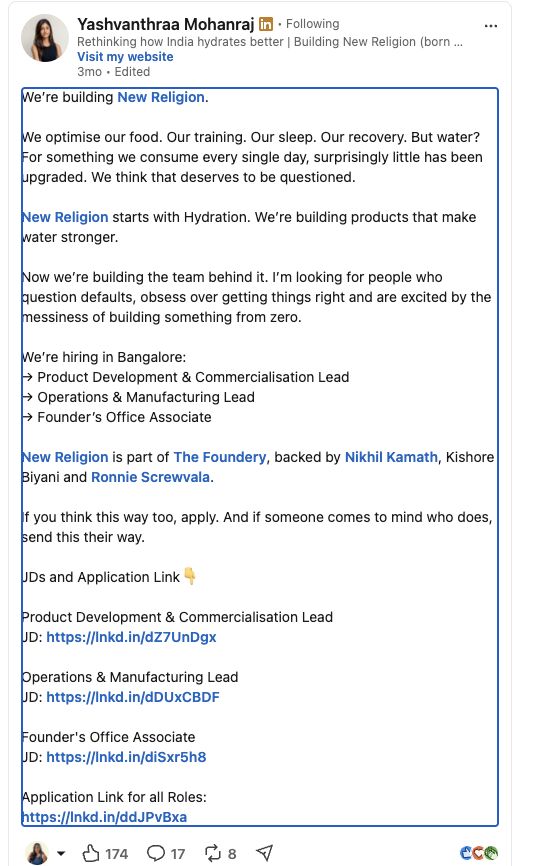 Yashvanthraa Mohanraj in · Following
Rethinking how India hydrates better | Building New Religion (born ...
Visit my website
3mo · Edited
We're building New Religion.
We optimise our food. Our training. Our sleep. Our recovery. But water?
For something we consume every single day, surprisingly little has been
upgraded. We think that deserves to be questioned.
New Religion starts with Hydration. We're building products that make
water stronger.
Now we're building the team behind it. I'm looking for people who
question defaults, obsess over getting things right and are excited by the
messiness of building something from zero.
We're hiring in Bangalore:
→ Product Development & Commercialisation Lead
→ Operations & Manufacturing Lead
→ Founder's Office Associate
New Religion is part of The Foundery, backed by Nikhil Kamath, Kishore
Biyani and Ronnie Screwvala.
If you think this way too, apply. And if someone comes to mind who does,
send this their way.
JDs and Application Link👇
Product Development & Commercialisation Lead
JD: https://lnkd.in/dZ7UnDgx
Operations & Manufacturing Lead
JD: https://lnkd.in/dDUxCBDF
Founder's Office Associate
JD: https://lnkd.in/diSxr5h8
Application Link for all Roles:
https://lnkd.in/ddJPvBxa
174 17 8